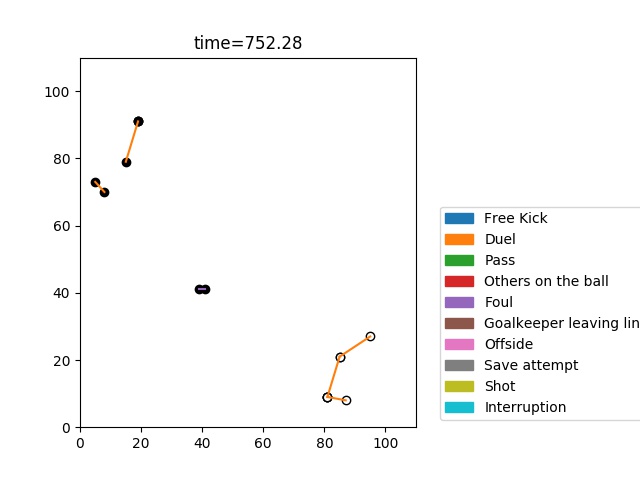 time=752.28
100
80
60
40
20
0
0 20 40 60 80 100
Free Kick
Duel
Pass
Others on the ball
Foul
Goalkeeper leaving lin
Offside
Save attempt
Shot
Interruption